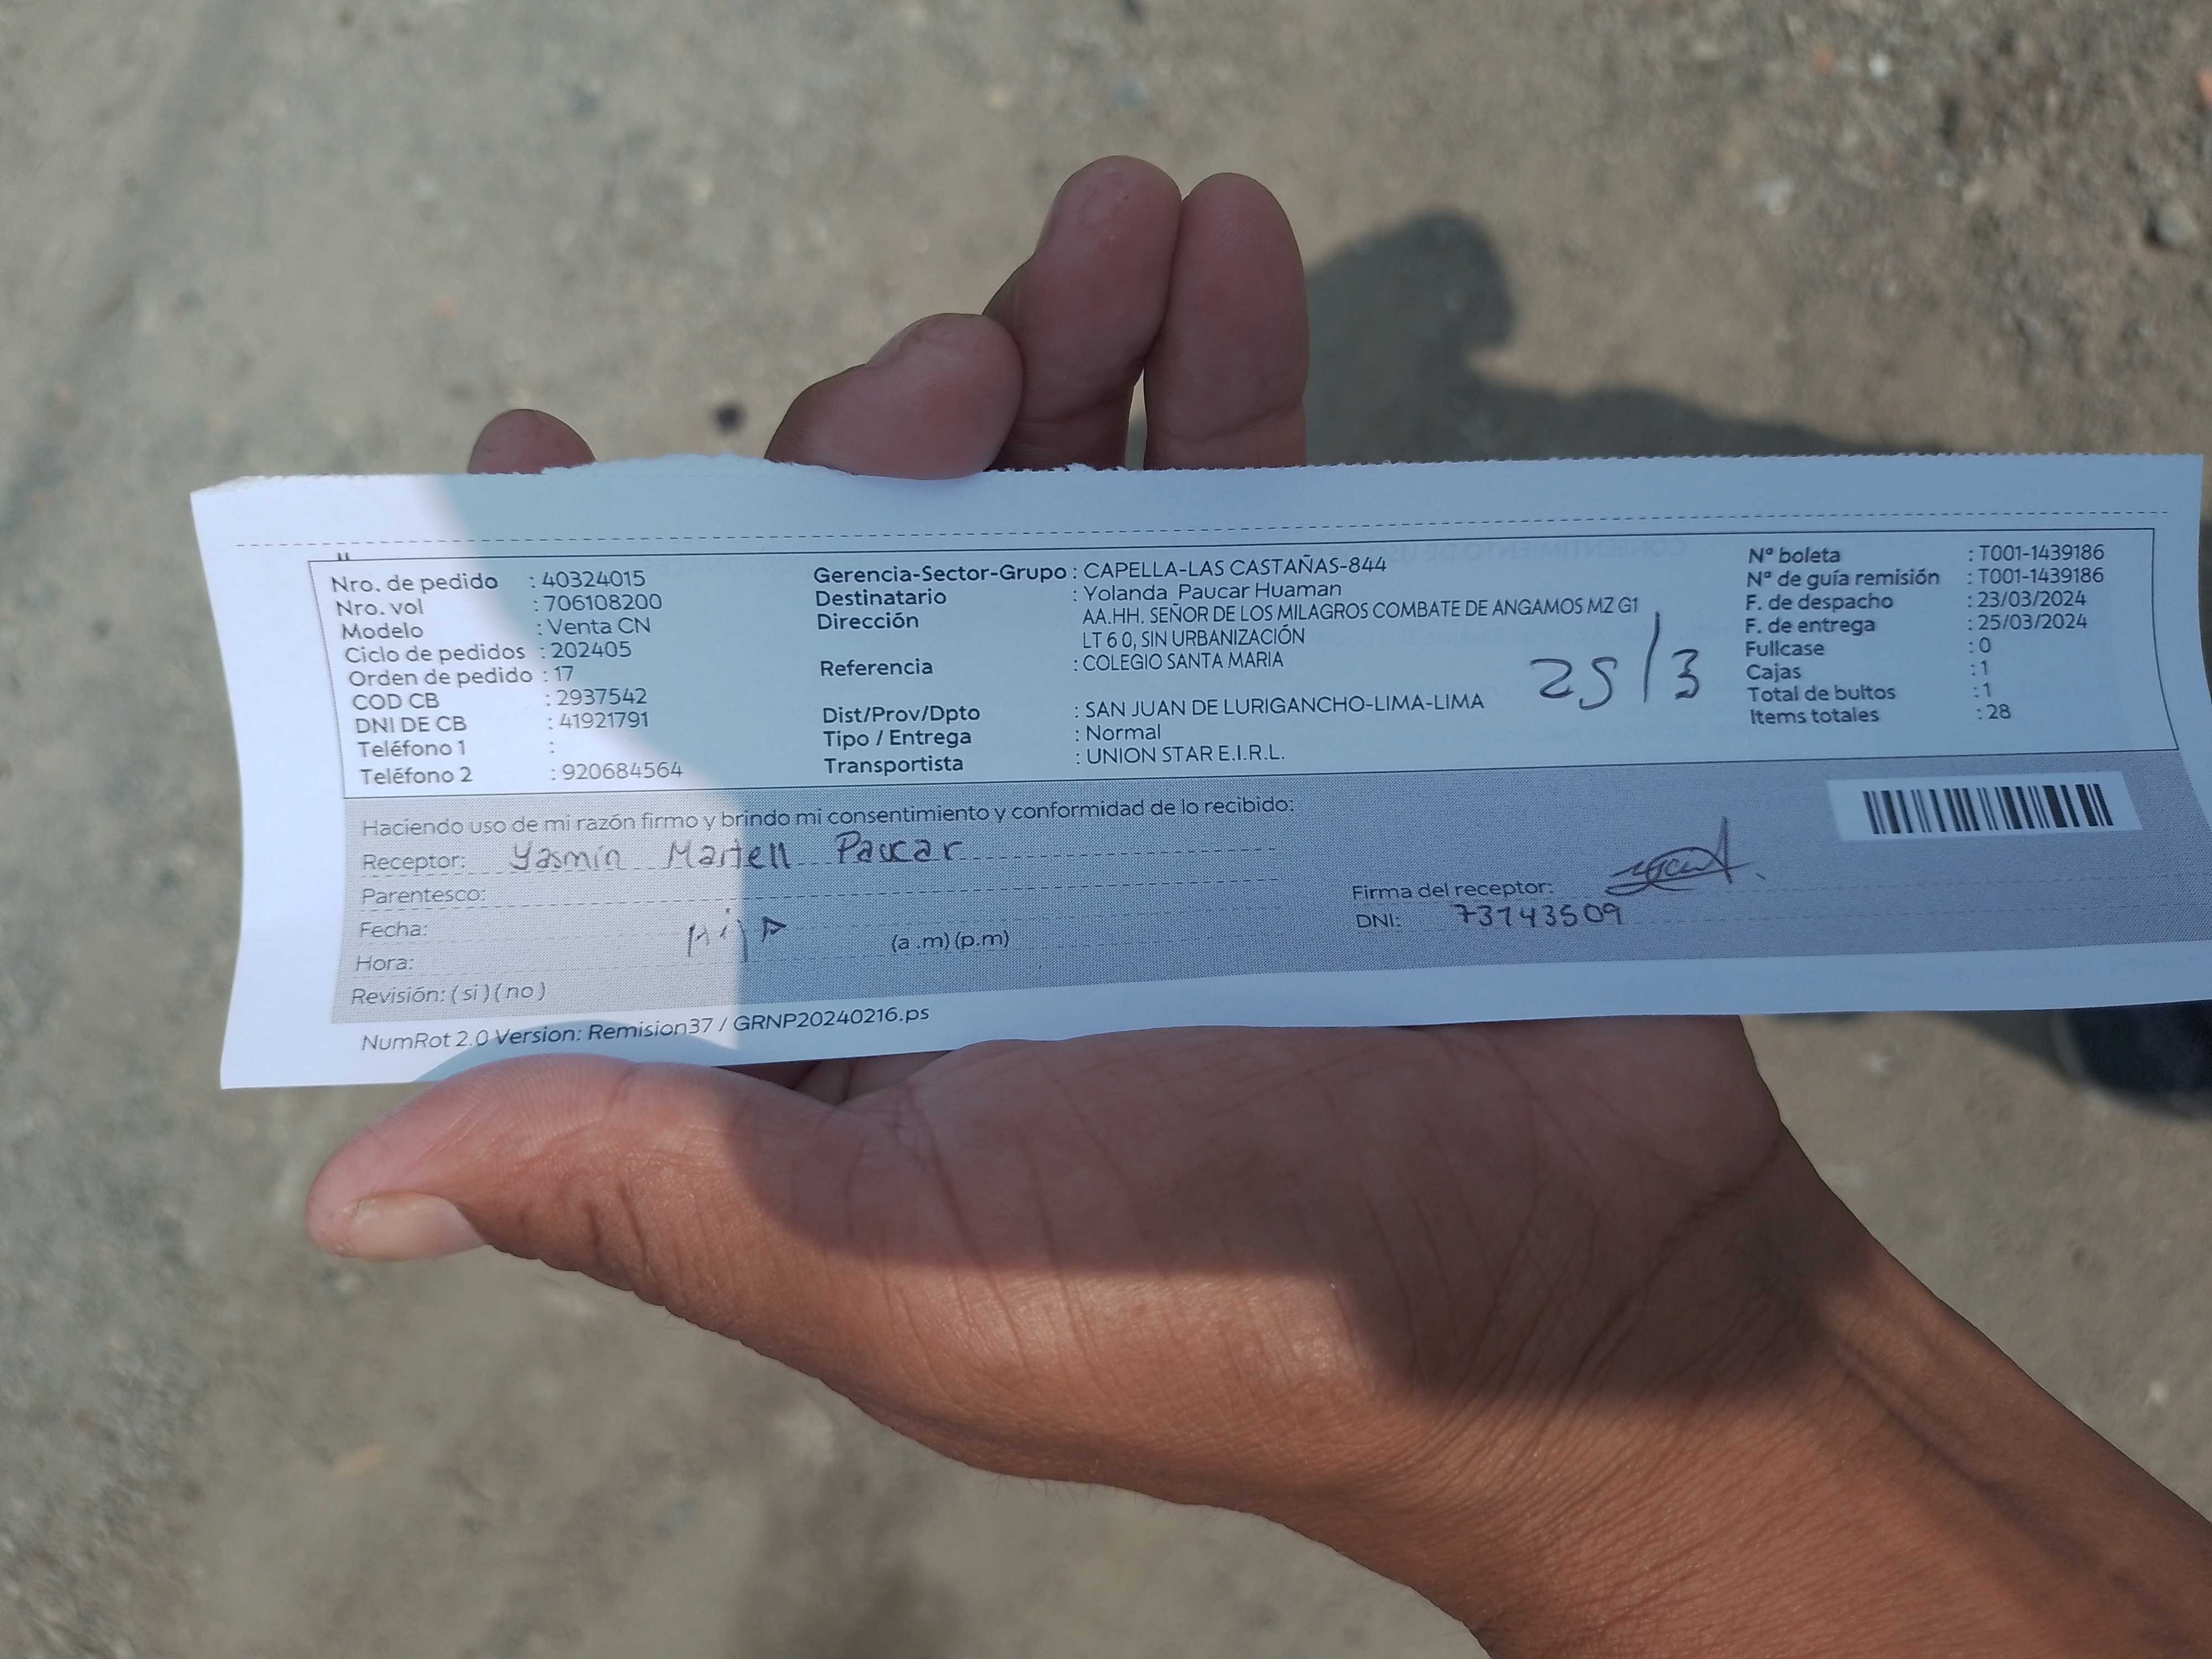 Nro. de pedido : 40324015
Nro. vol : 706108200
Modelo : Venta CN
Ciclo de pedidos : 202405
Orden de pedido : 17
COD CB : 2937542
DNI DE CB : 41921791
Teléfono 1 :
Teléfono 2 : 920684564
Gerencia-Sector-Grupo : CAPELLA-LAS CASTAÑAS-844
Destinatario : Yolanda Paucar Huaman
Dirección AA.HH. SEÑOR DE LOS MILAGROS COMBATE DE ANGAMOS MZ G1
LT 6 0, SIN URBANIZACIÓN
Referencia : COLEGIO SANTA MARIA
Dist/Prov/Dpto : SAN JUAN DE LURIGANCHO-LIMA-LIMA
Tipo / Entrega : Normal
Transportista : UNION STAR E.I.R.L.
25/3
Nª boleta : T001-1439186
Nª de guía remisión : T001-1439186
F. de despacho : 23/03/2024
F. de entrega : 25/03/2024
Fullcase : 0
Cajas : 1
Total de bultos : 1
Items totales : 28
Haciendo uso de mi razón firmo y brindo mi consentimiento y conformidad de lo recibido:
Receptor: Yasmín Martell Paucar
Parentesco:
Fecha:
Hora: (a .m) (p.m)
Revisión: ( si ) ( no )
Firma del receptor:
DNI: 73743509
NumRot 2.0 Version: Remision37 / GRNP20240216.ps